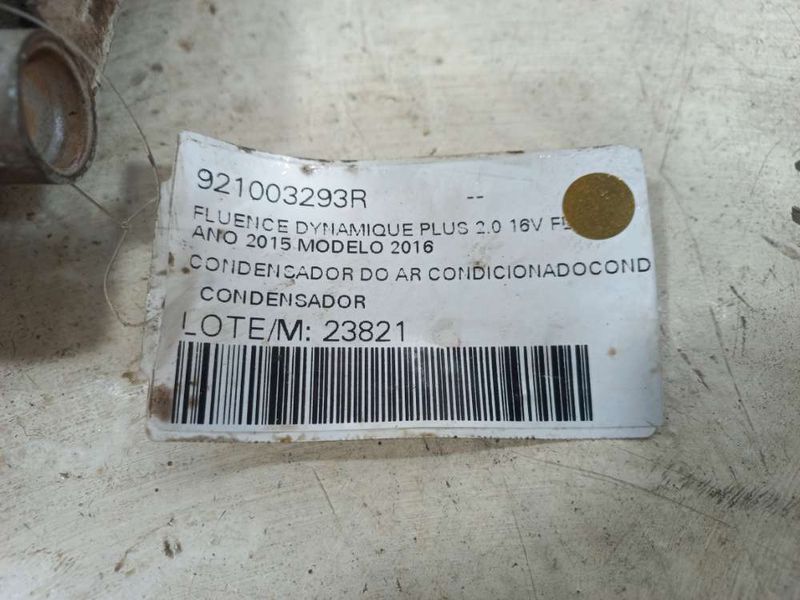 921003293R --
FLUENCE DYNAMIQUE PLUS 2.0 16V
ANO 2015 MODELO 2016
CONDENSADOR DO AR CONDICIONADOCOND
CONDENSADOR
LOTE/M: 23821